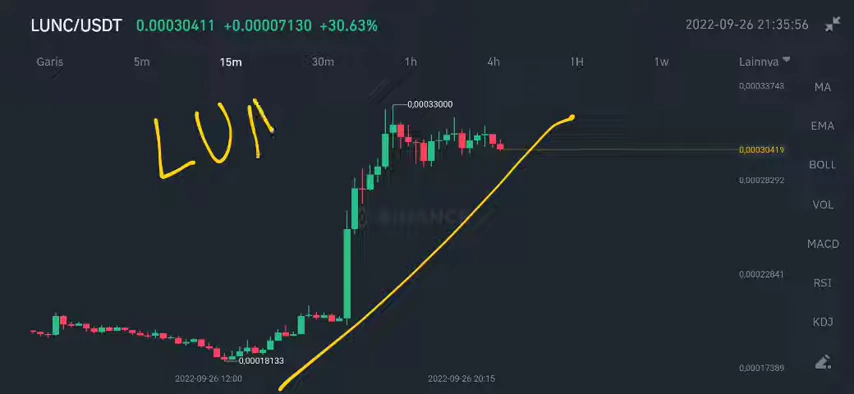 LUNC/USDT 0.00030411 +0.00007130 +30.63% 2022-09-26 21:35:56
Garis 5m 15m 30m 1h 4h 1H 1w Lainnya
0,00033743
0,00033000
MA
EMA
0,00030419
BOLL
0,00028292
VOL
BINANCE
MACD
0,00022841
RSI
KDJ
0,00018133
0,00017389
2022-09-26 12:00 2022-09-26 20:15